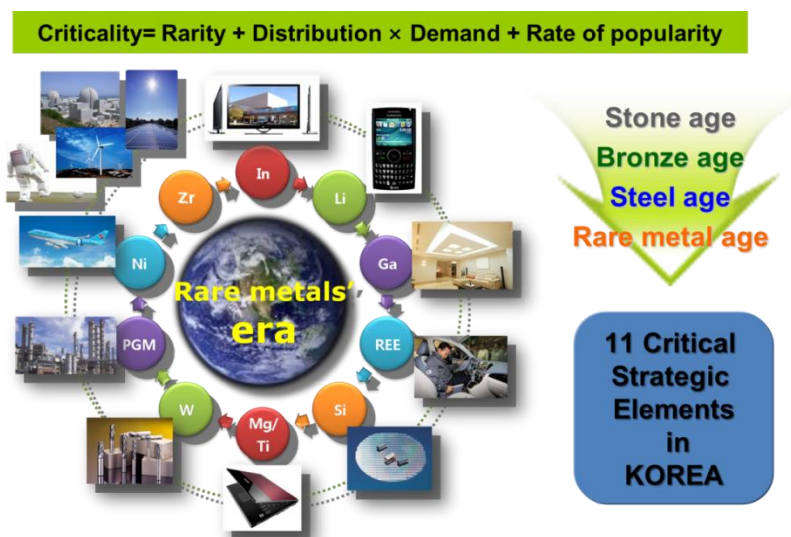 Criticality= Rarity + Distribution × Demand + Rate of popularity
In
Li
Ga
REE
Si
Mg/
Ti
W
PGM
Ni
Zr
Rare metals’
era
Stone age
Bronze age
Steel age
Rare metal age
11 Critical
Strategic
Elements
in
KOREA